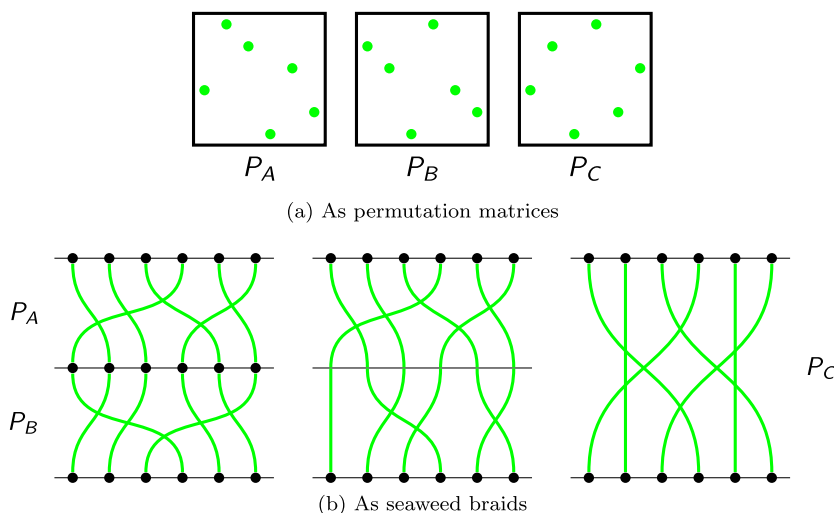 P_A P_B P_C
(a) As permutation matrices
P_A
P_B
P_C
(b) As seaweed braids